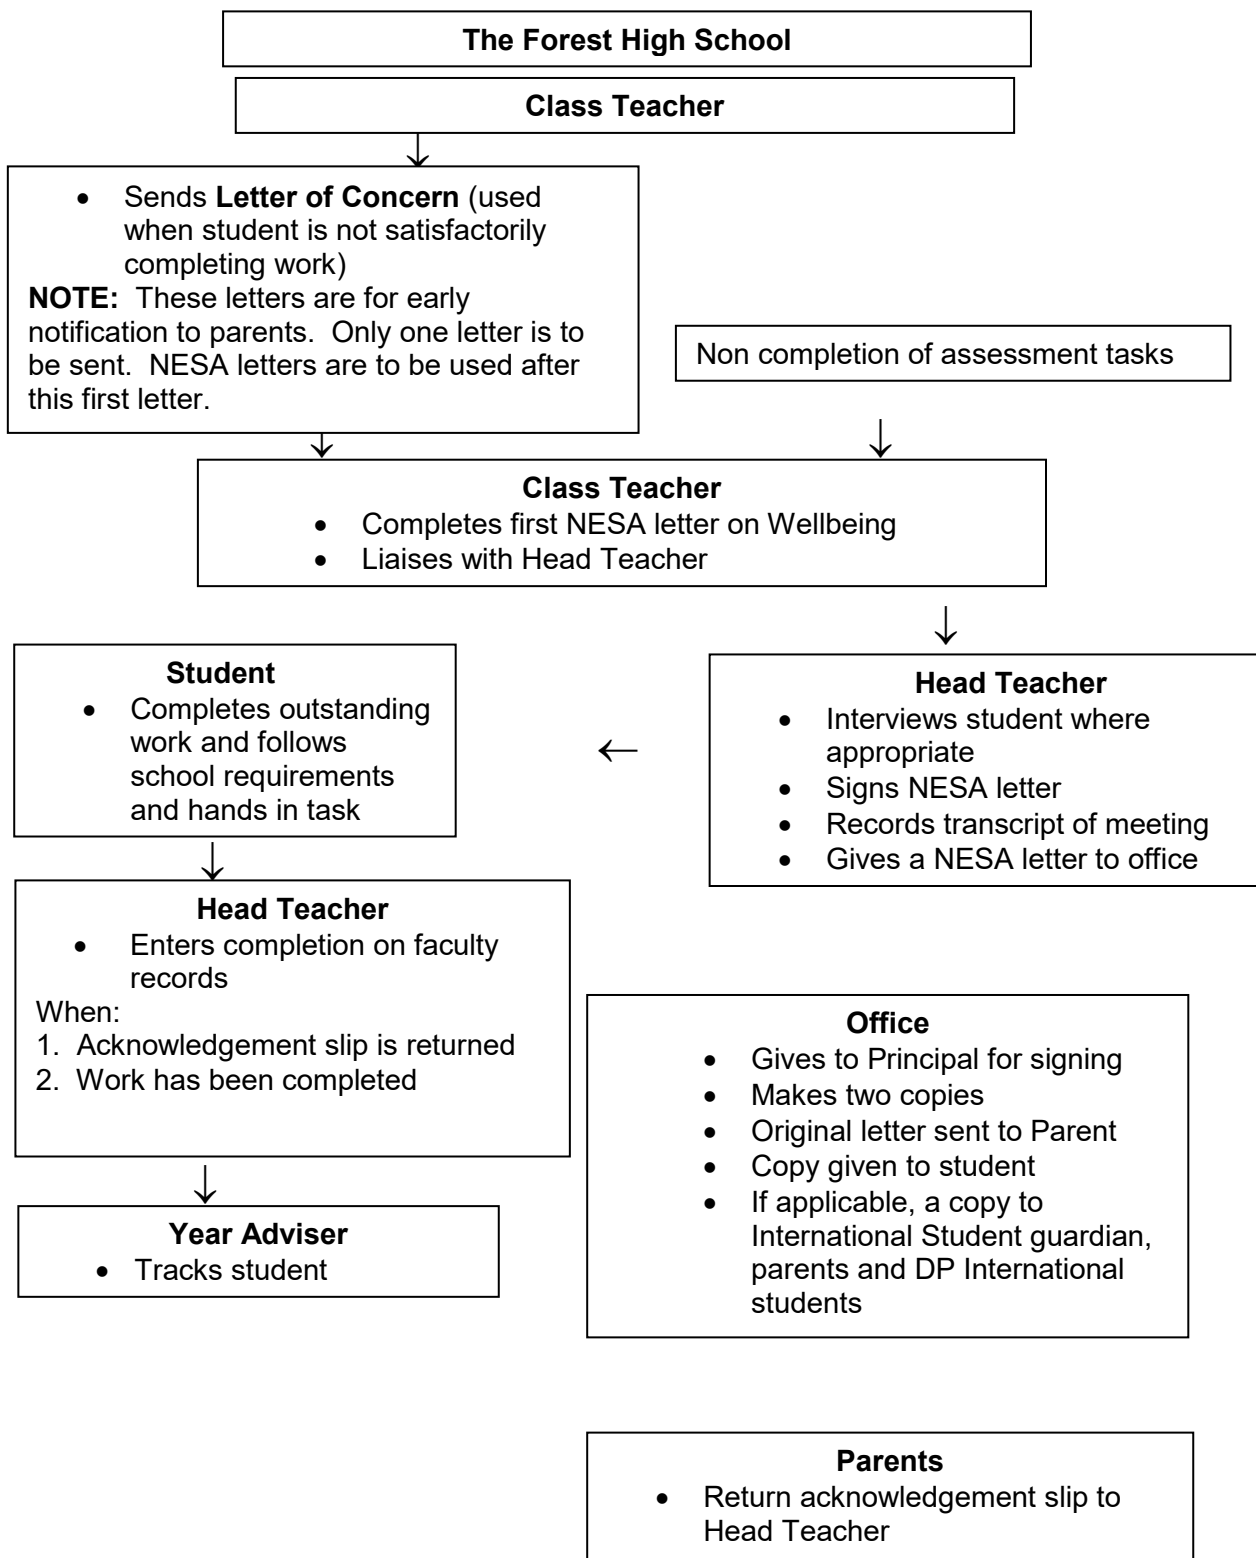 The Forest High School
Class Teacher
• Sends Letter of Concern (used
when student is not satisfactorily
completing work)
NOTE: These letters are for early
notification to parents. Only one letter is to
be sent. NESA letters are to be used after
this first letter.
Non completion of assessment tasks
Class Teacher
• Completes first NESA letter on Wellbeing
• Liaises with Head Teacher
Student
• Completes outstanding
work and follows
school requirements
and hands in task
Head Teacher
• Interviews student where
appropriate
• Signs NESA letter
• Records transcript of meeting
• Gives a NESA letter to office
Head Teacher
• Enters completion on faculty
records
When:
1. Acknowledgement slip is returned
2. Work has been completed
Office
• Gives to Principal for signing
• Makes two copies
• Original letter sent to Parent
• Copy given to student
• If applicable, a copy to
International Student guardian,
parents and DP International
students
Year Adviser
• Tracks student
Parents
• Return acknowledgement slip to
Head Teacher